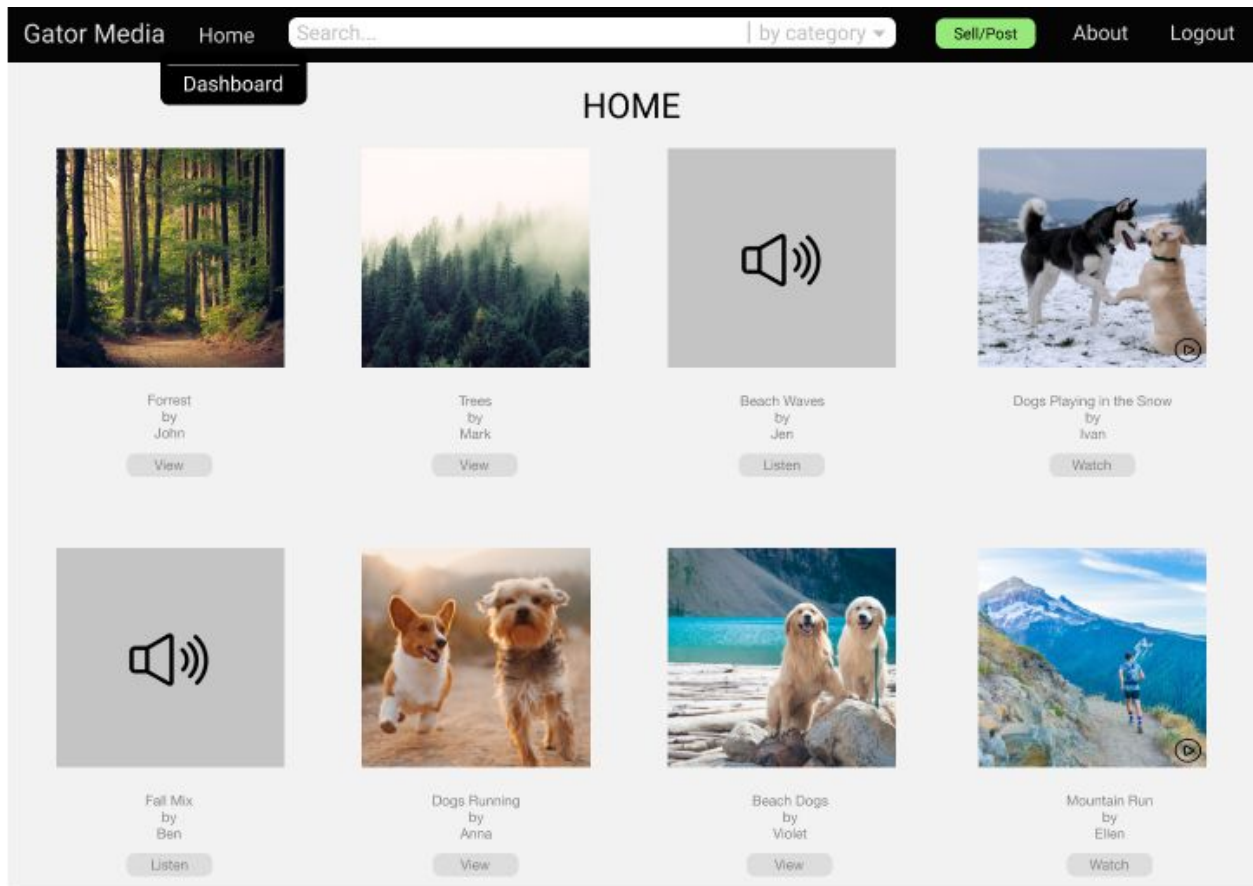 Gator Media Home Search... | by category Sell/Post About Logout
Dashboard
HOME
Forrest
by
John
View
Trees
by
Mark
View
Beach Waves
by
Jen
Listen
Dogs Playing in the Snow
by
Ivan
Watch
Fall Mix
by
Ben
Listen
Dogs Running
by
Anna
View
Beach Dogs
by
Violet
View
Mountain Run
by
Ellen
Watch